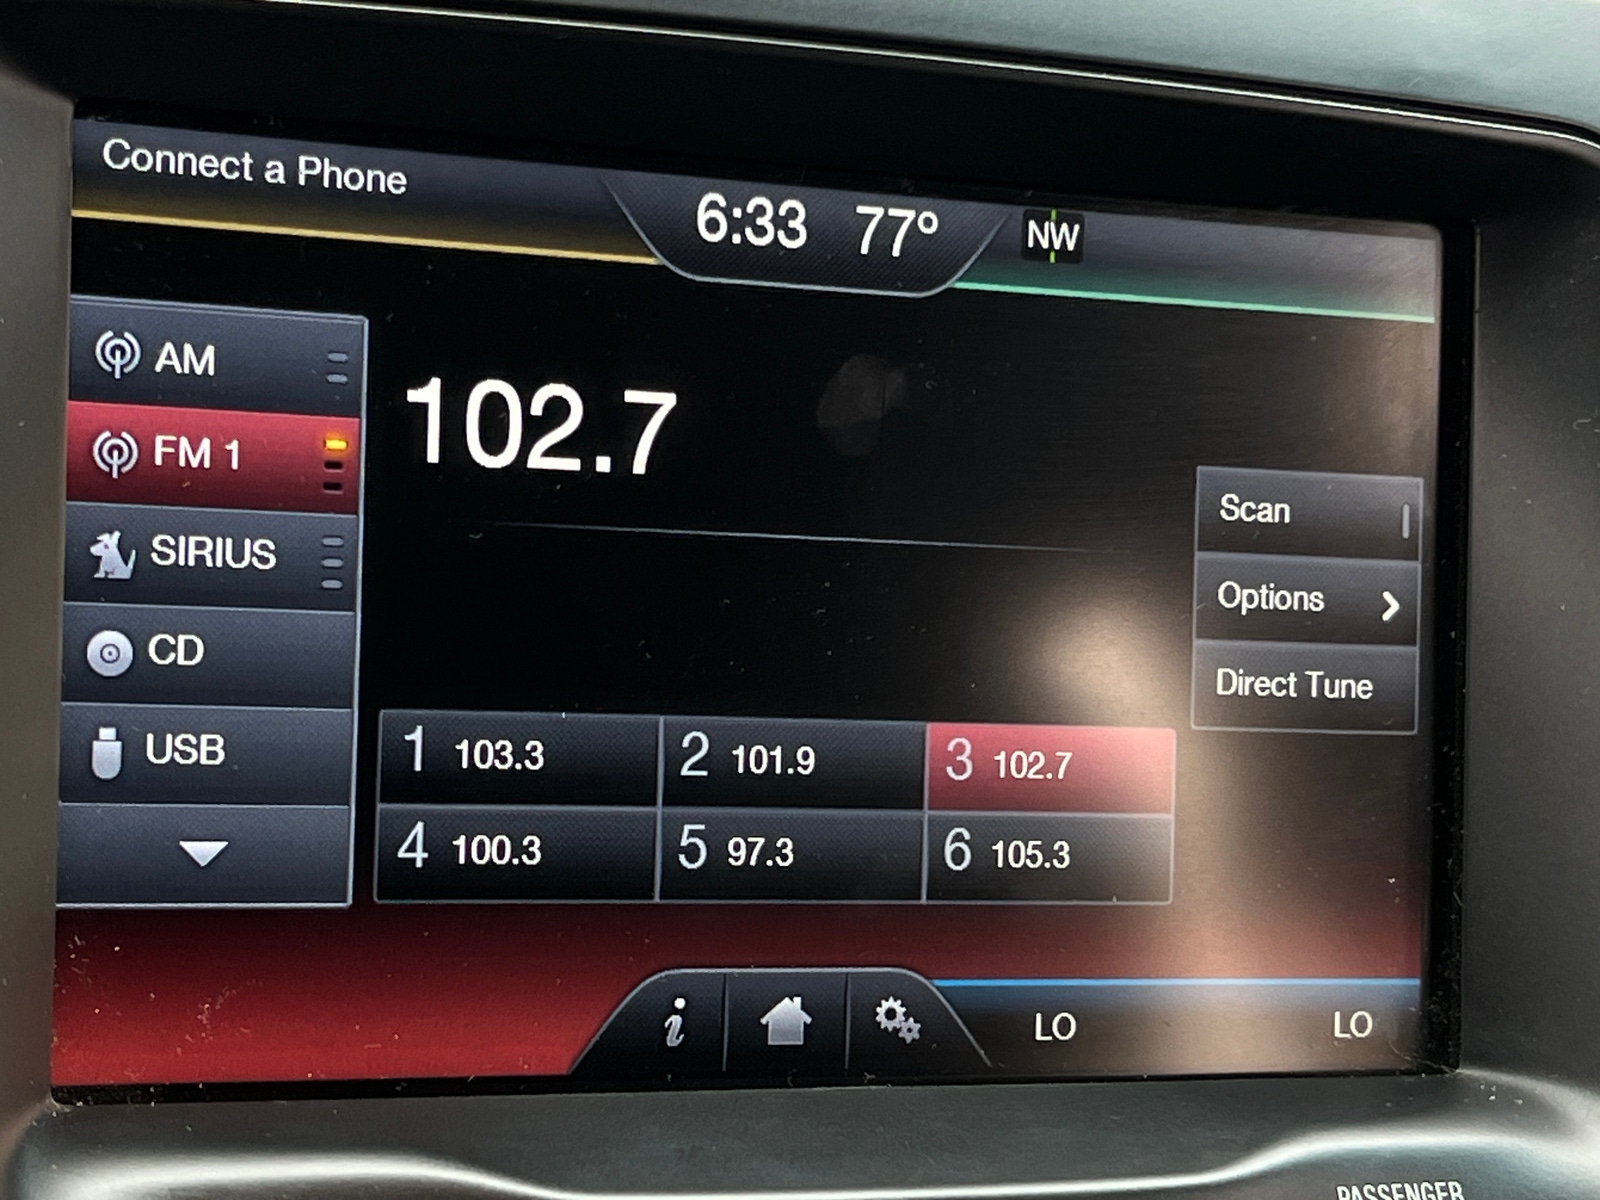 Connect a Phone
6:33 77° NW
AM
FM 1
SIRIUS
CD
USB
102.7
Scan
Options
Direct Tune
1 103.3 2 101.9 3 102.7
4 100.3 5 97.3 6 105.3
i
LO LO
PASSENGER